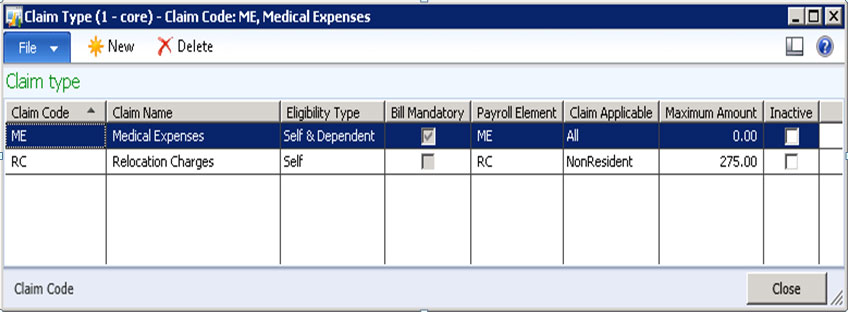 Claim Type (1 - core) - Claim Code: ME, Medical Expenses
File New Delete
Claim type
Claim Code Claim Name Eligibility Type Bill Mandatory Payroll Element Claim Applicable Maximum Amount Inactive
ME Medical Expenses Self & Dependent ME All 0.00
RC Relocation Charges Self RC NonResident 275.00
Claim Code Close